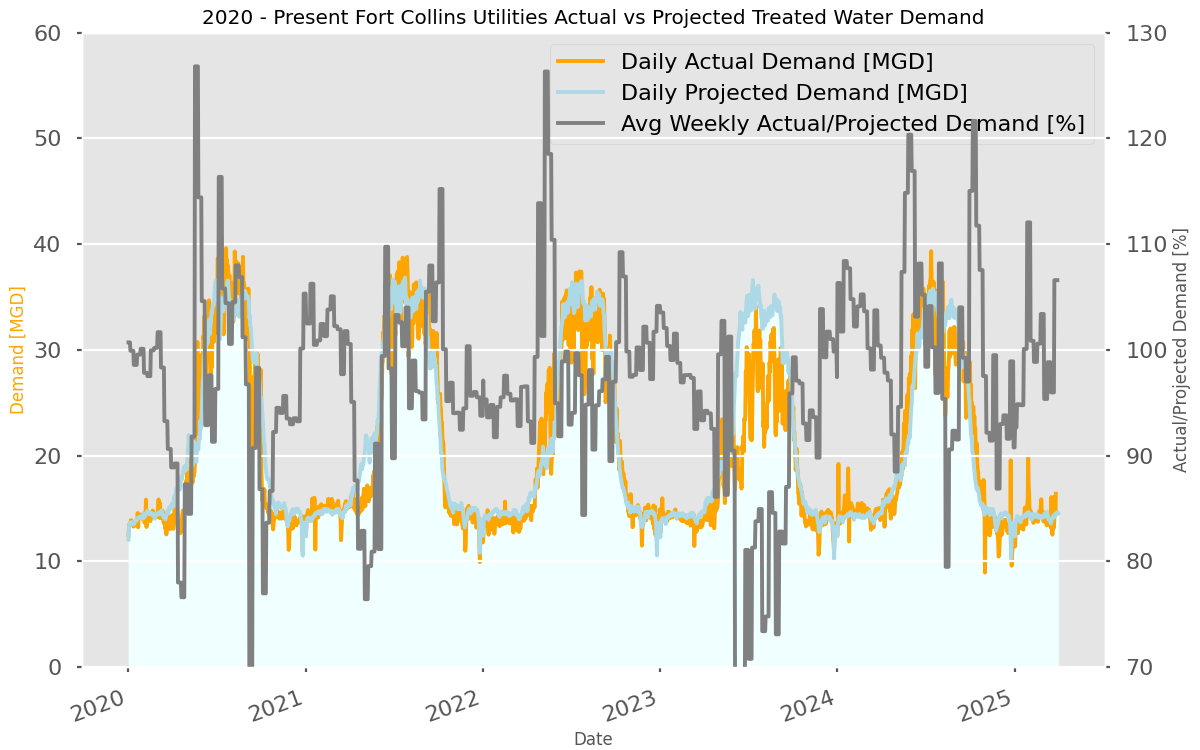 2020 - Present Fort Collins Utilities Actual vs Projected Treated Water Demand
60
50
40
30
20
10
0
Demand [MGD]
Daily Actual Demand [MGD]
Daily Projected Demand [MGD]
Avg Weekly Actual/Projected Demand [%]
130
120
110
100
90
80
70
Actual/Projected Demand [%]
2020
2021
2022
2023
2024
2025
Date